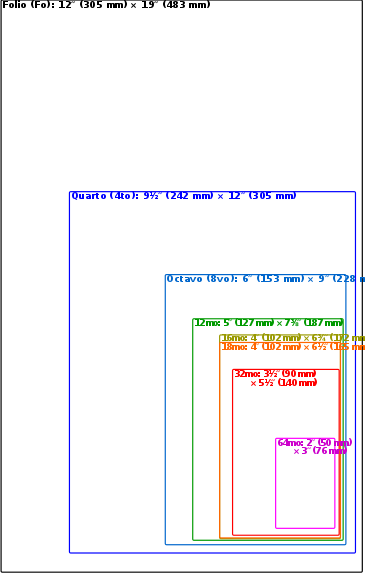 Folio (Fo): 12″ (305 mm) × 19″ (483 mm)
Quarto (4to): 9½″ (242 mm) × 12″ (305 mm)
Octavo (8vo): 6″ (153 mm) × 9″ (228 m
12mo: 5″ (127 mm) × 7⅜″ (187 mm)
16mo: 4″ (102 mm) × 6¾″ (172 mm
18mo: 4″ (102 mm) × 6½″ (165 mm
32mo: 3½″ (90 mm)
× 5½″ (140 mm)
64mo: 2″ (50 mm)
× 3″ (76 mm)